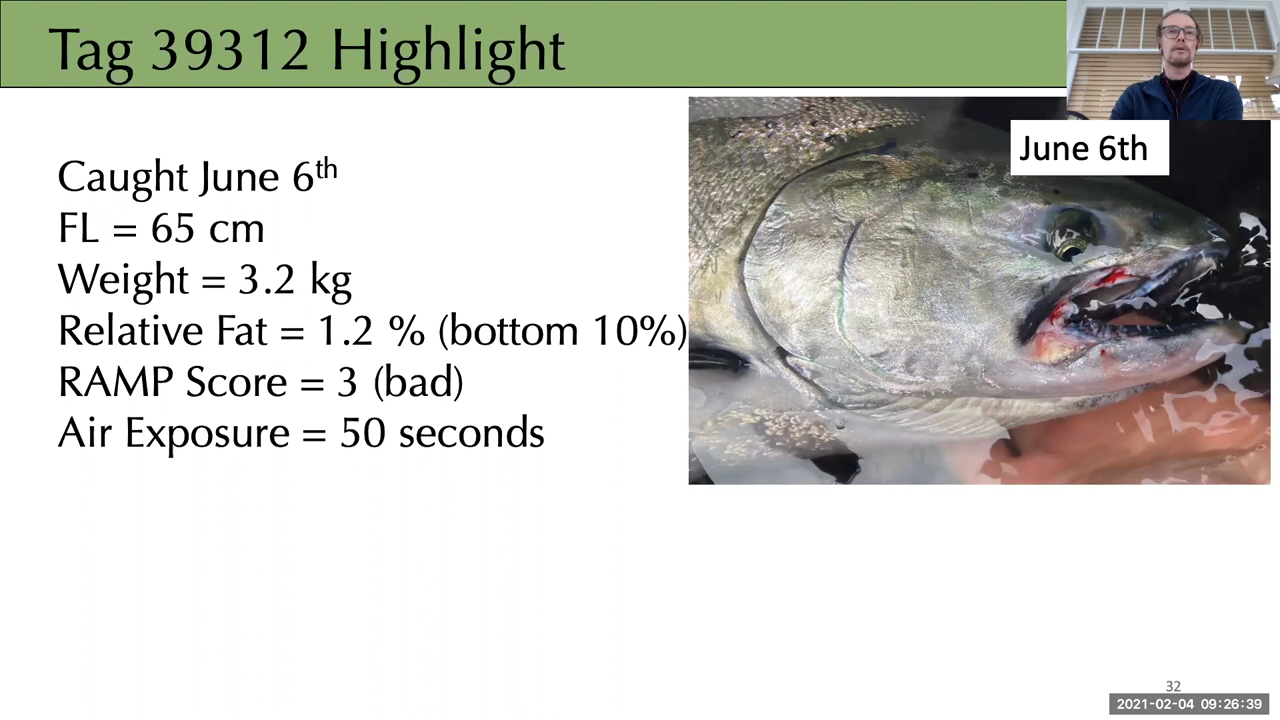 Tag 39312 Highlight
June 6th
Caught June 6th
FL = 65 cm
Weight = 3.2 kg
Relative Fat = 1.2 % (bottom 10%)
RAMP Score = 3 (bad)
Air Exposure = 50 seconds
32
2021-02-04 09:26:39